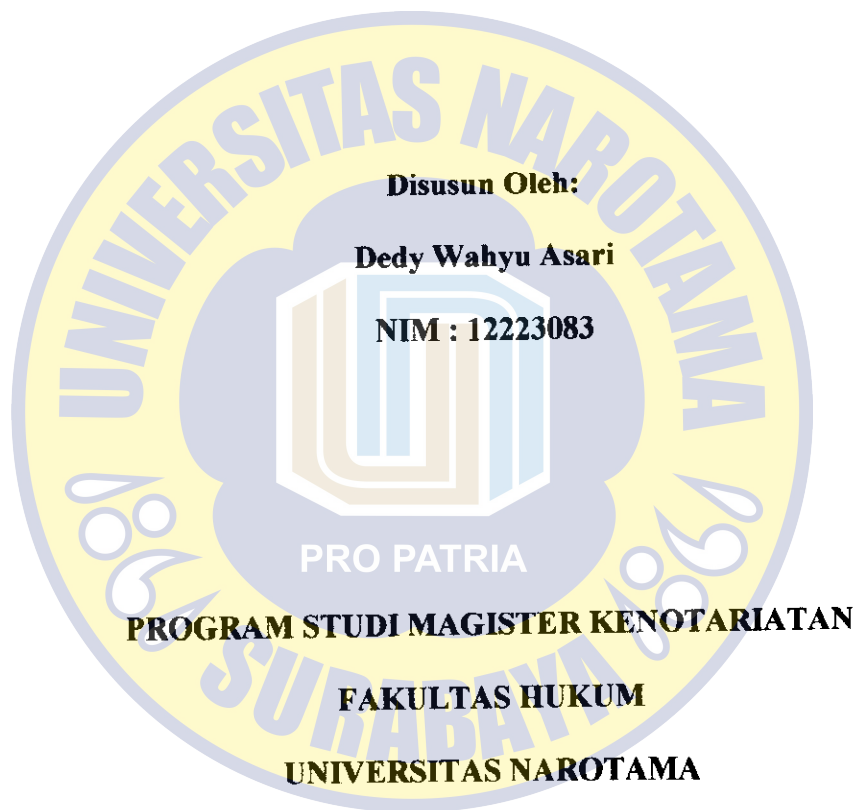 UNIVERSITAS NAROTAMA
Disusun Oleh:
Dedy Wahyu Asari
NIM : 12223083
PRO PATRIA
PROGRAM STUDI MAGISTER KENOTARIATAN
FAKULTAS HUKUM
SURABAYA
UNIVERSITAS NAROTAMA